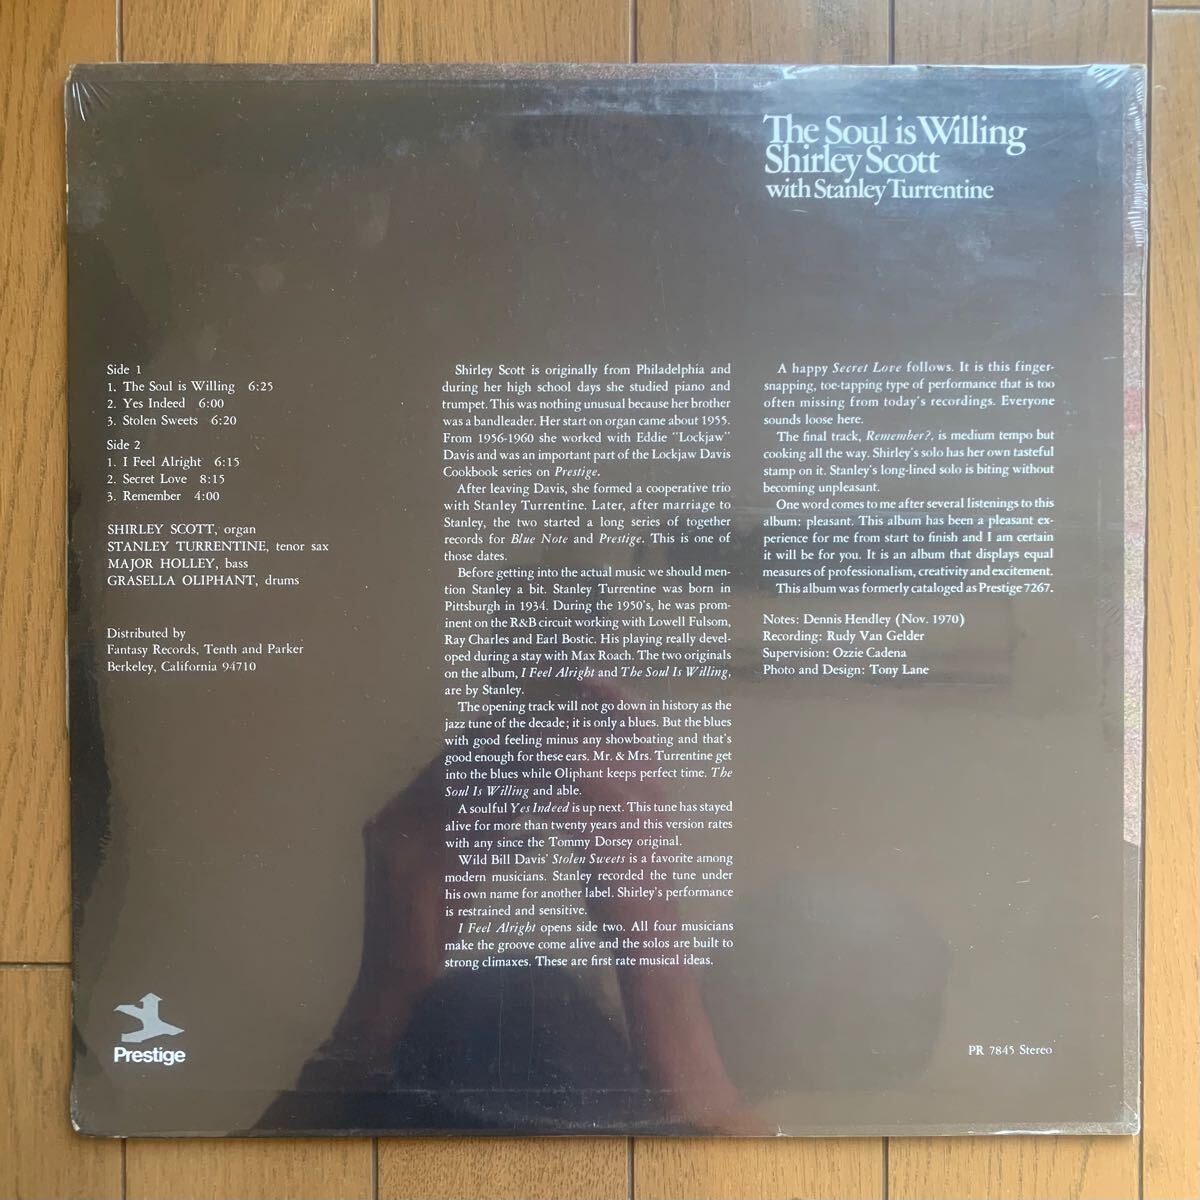 The Soul is Willing
Shirley Scott
with Stanley Turrentine
Side 1
1. The Soul is Willing 6:25
2. Yes Indeed 6:00
3. Stolen Sweets 6:20
Side 2
1. I Feel Alright 6:15
2. Secret Love 8:15
3. Remember 4:00
SHIRLEY SCOTT, organ
STANLEY TURRENTINE, tenor sax
MAJOR HOLLEY, bass
GRASELLA OLIPHANT, drums
Distributed by
Fantasy Records, Tenth and Parker
Berkeley, California 94710
Shirley Scott is originally from Philadelphia and
during her high school days she studied piano and
trumpet. This was nothing unusual because her brother
was a bandleader. Her start on organ came about 1955.
From 1956-1960 she worked with Eddie "Lockjaw"
Davis and was an important part of the Lockjaw Davis
Cookbook series on Prestige.
After leaving Davis, she formed a cooperative trio
with Stanley Turrentine. Later, after marriage to
Stanley, the two started a long series of together
records for Blue Note and Prestige. This is one of
those dates.
Before getting into the actual music we should men-
tion Stanley a bit. Stanley Turrentine was born in
Pittsburgh in 1934. During the 1950's, he was prom-
inent on the R&B circuit working with Lowell Fulsom,
Ray Charles and Earl Bostic. His playing really devel-
oped during a stay with Max Roach. The two originals
on the album, I Feel Alright and The Soul Is Willing,
are by Stanley.
The opening track will not go down in history as the
jazz tune of the decade; it is only a blues. But the blues
with good feeling minus any showboating and that's
good enough for these ears. Mr. & Mrs. Turrentine get
into the blues while Oliphant keeps perfect time. The
Soul Is Willing and able.
A soulful Yes Indeed is up next. This tune has stayed
alive for more than twenty years and this version rates
with any since the Tommy Dorsey original.
Wild Bill Davis' Stolen Sweets is a favorite among
modern musicians. Stanley recorded the tune under
his own name for another label. Shirley's performance
is restrained and sensitive.
I Feel Alright opens side two. All four musicians
make the groove come alive and the solos are built to
strong climaxes. These are first rate musical ideas.
A happy Secret Love follows. It is this finger-
snapping, toe-tapping type of performance that is too
often missing from today's recordings. Everyone
sounds loose here.
The final track, Remember?, is medium tempo but
cooking all the way. Shirley's solo has her own tasteful
stamp on it. Stanley's long-lined solo is biting without
becoming unpleasant.
One word comes to me after several listenings to this
album: pleasant. This album has been a pleasant ex-
perience for me from start to finish and I am certain
it will be for you. It is an album that displays equal
measures of professionalism, creativity and excitement.
This album was formerly cataloged as Prestige 7267.
Notes: Dennis Hendley (Nov. 1970)
Recording: Rudy Van Gelder
Supervision: Ozzie Cadena
Photo and Design: Tony Lane
Prestige
PR 7845 Stereo